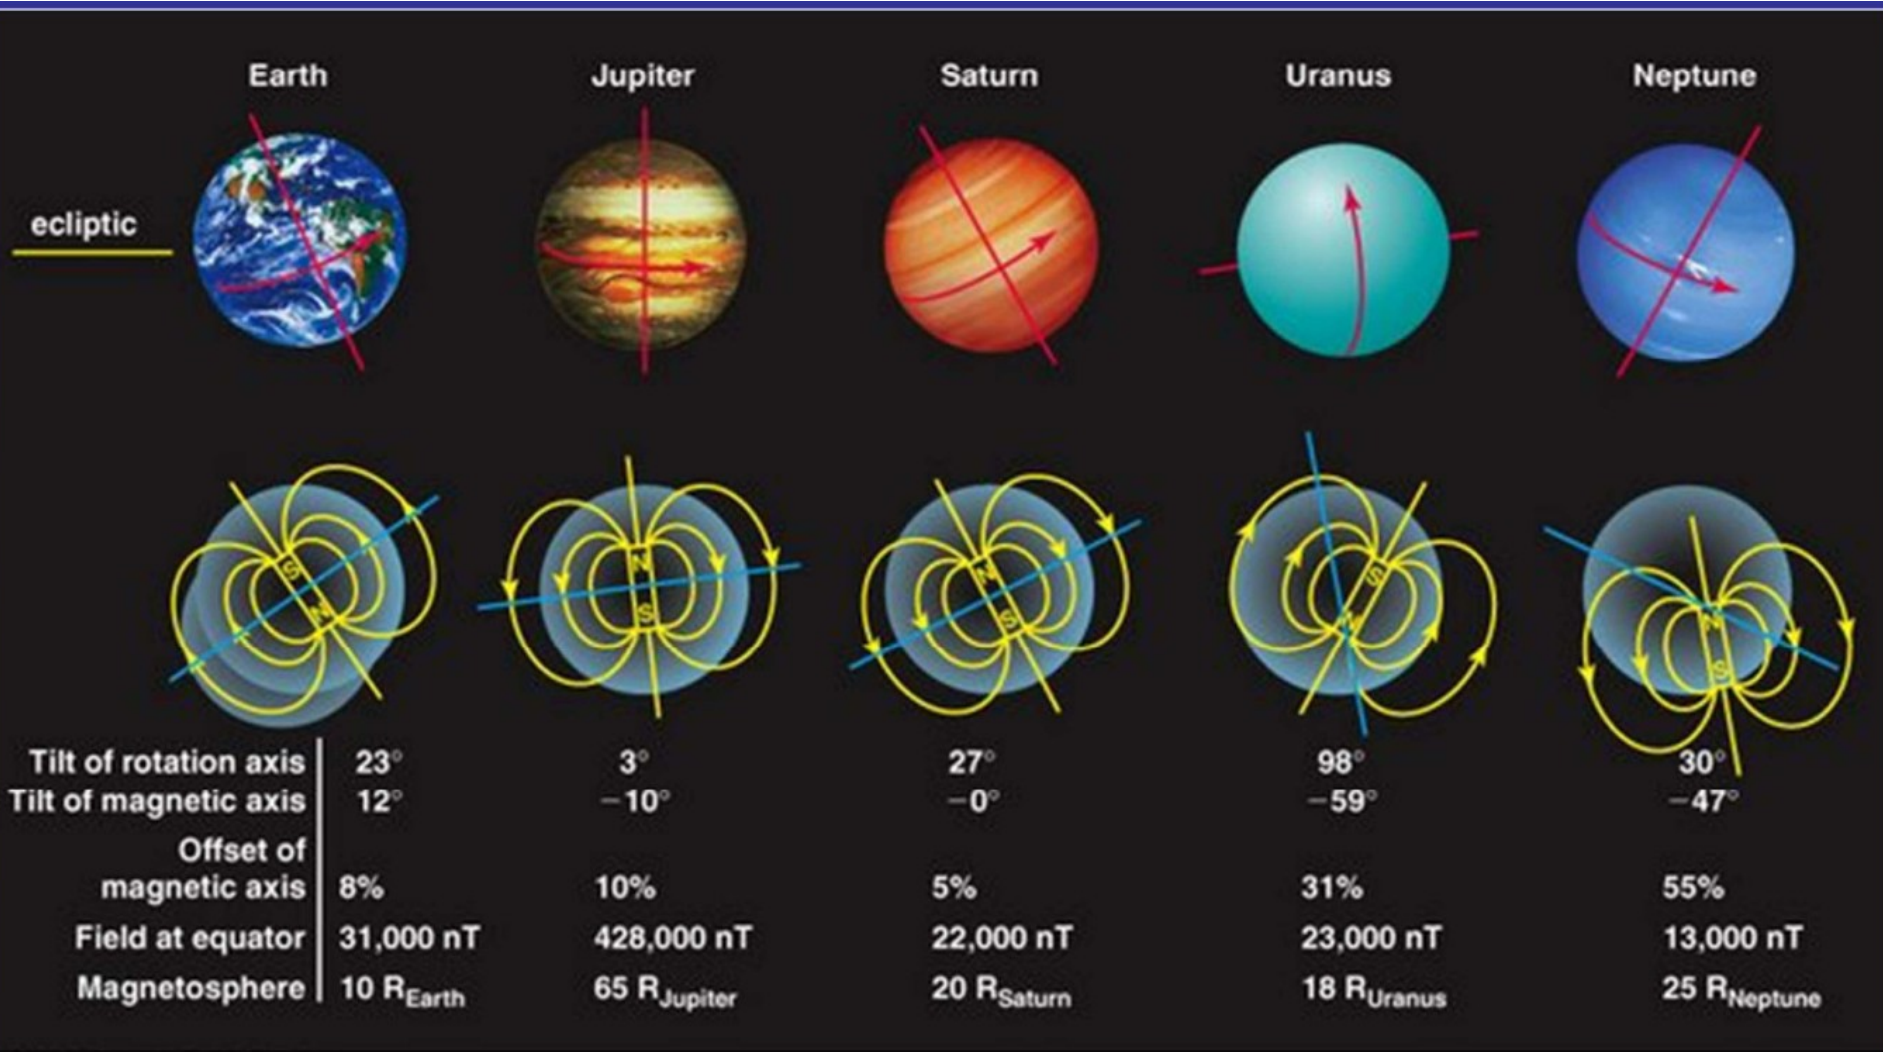 Earth Jupiter Saturn Uranus Neptune
ecliptic
S N N S N S S N N S
Tilt of rotation axis 23° 3° 27° 98° 30°
Tilt of magnetic axis 12° −10° −0° −59° −47°
Offset of
magnetic axis 8% 10% 5% 31% 55%
Field at equator 31,000 nT 428,000 nT 22,000 nT 23,000 nT 13,000 nT
Magnetosphere 10 REarth 65 RJupiter 20 RSaturn 18 RUranus 25 RNeptune